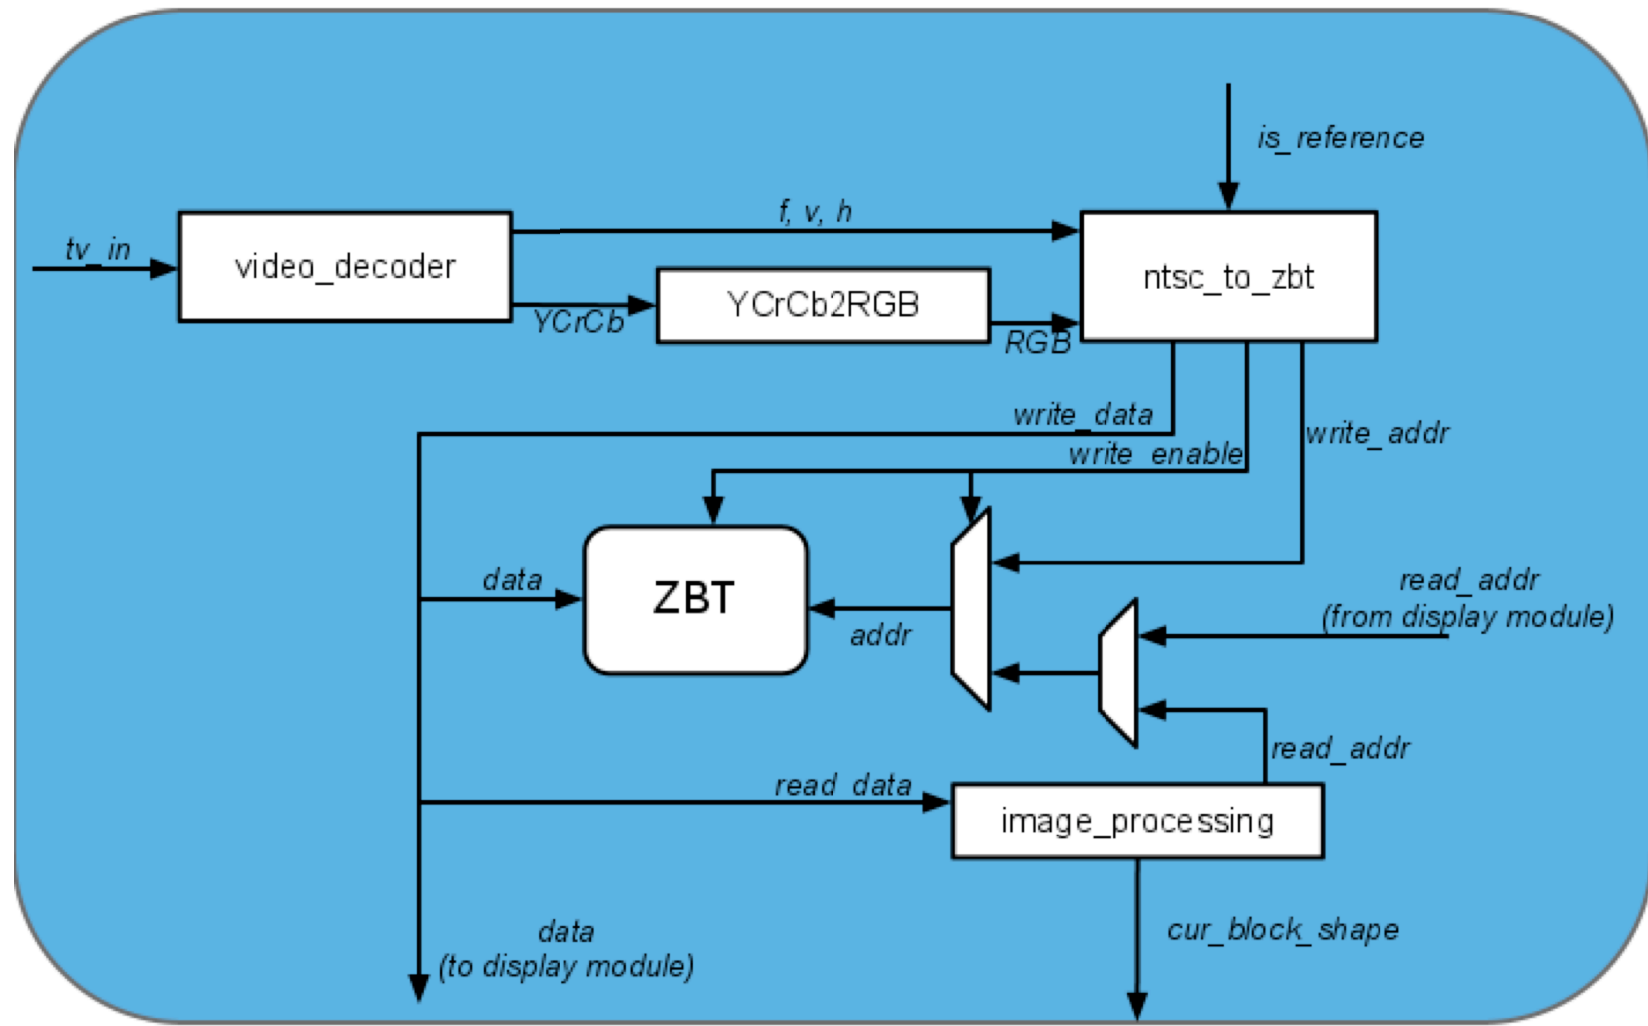 is_reference
f, v, h
tv_in
video_decoder
ntsc_to_zbt
YCrCb2RGB
YCrCb
RGB
write_data
write_addr
write_enable
data
ZBT
read_addr
(from display module)
addr
read_addr
read_data
image_processing
cur_block_shape
data
(to display module)